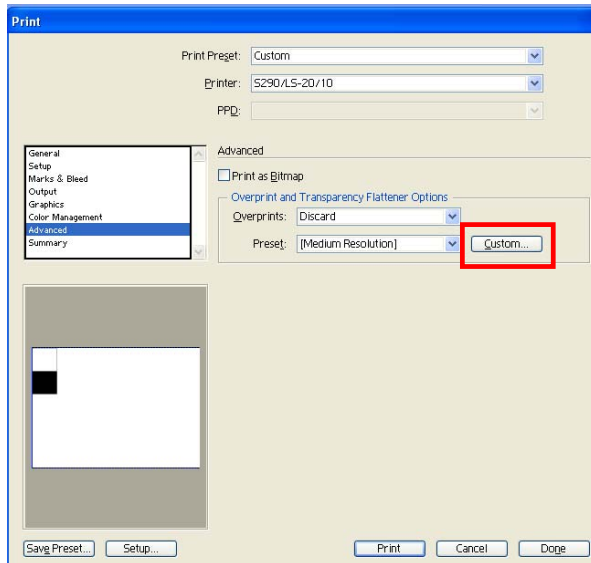 Print
Print Preset: Custom
Printer: S290/LS-20/10
PPD:
General
Setup
Marks & Bleed
Output
Graphics
Color Management
Advanced
Summary
Advanced
Print as Bitmap
Overprint and Transparency Flattener Options
Overprints: Discard
Preset: [Medium Resolution] Custom...
Save Preset... Setup... Print Cancel Done